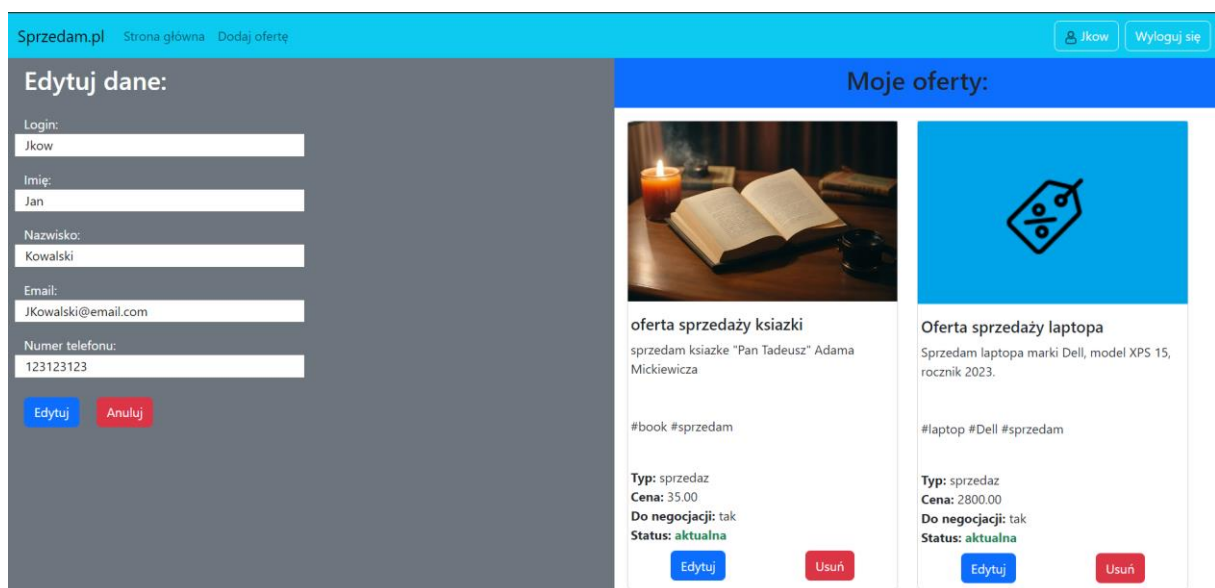 Sprzedam.pl Strona główna Dodaj ofertę Jkow Wyloguj się
Edytuj dane:
Login:
Jkow
Imię:
Jan
Nazwisko:
Kowalski
Email:
JKowalski@email.com
Numer telefonu:
123123123
Edytuj Anuluj
Moje oferty:
oferta sprzedaży ksiazki
sprzedam ksiazke "Pan Tadeusz" Adama
Mickiewicza
#book #sprzedam
Typ: sprzedaz
Cena: 35.00
Do negocjacji: tak
Status: aktualna
Edytuj Usuń
%
Oferta sprzedaży laptopa
Sprzedam laptopa marki Dell, model XPS 15,
rocznik 2023.
#laptop #Dell #sprzedam
Typ: sprzedaz
Cena: 2800.00
Do negocjacji: tak
Status: aktualna
Edytuj Usuń